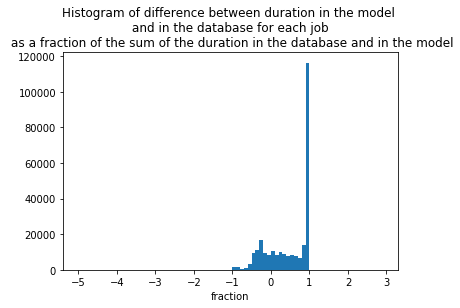 Histogram of difference between duration in the model
and in the database for each job
as a fraction of the sum of the duration in the database and in the model
120000
100000
80000
60000
40000
20000
0
−5 −4 −3 −2 −1 0 1 2 3
fraction